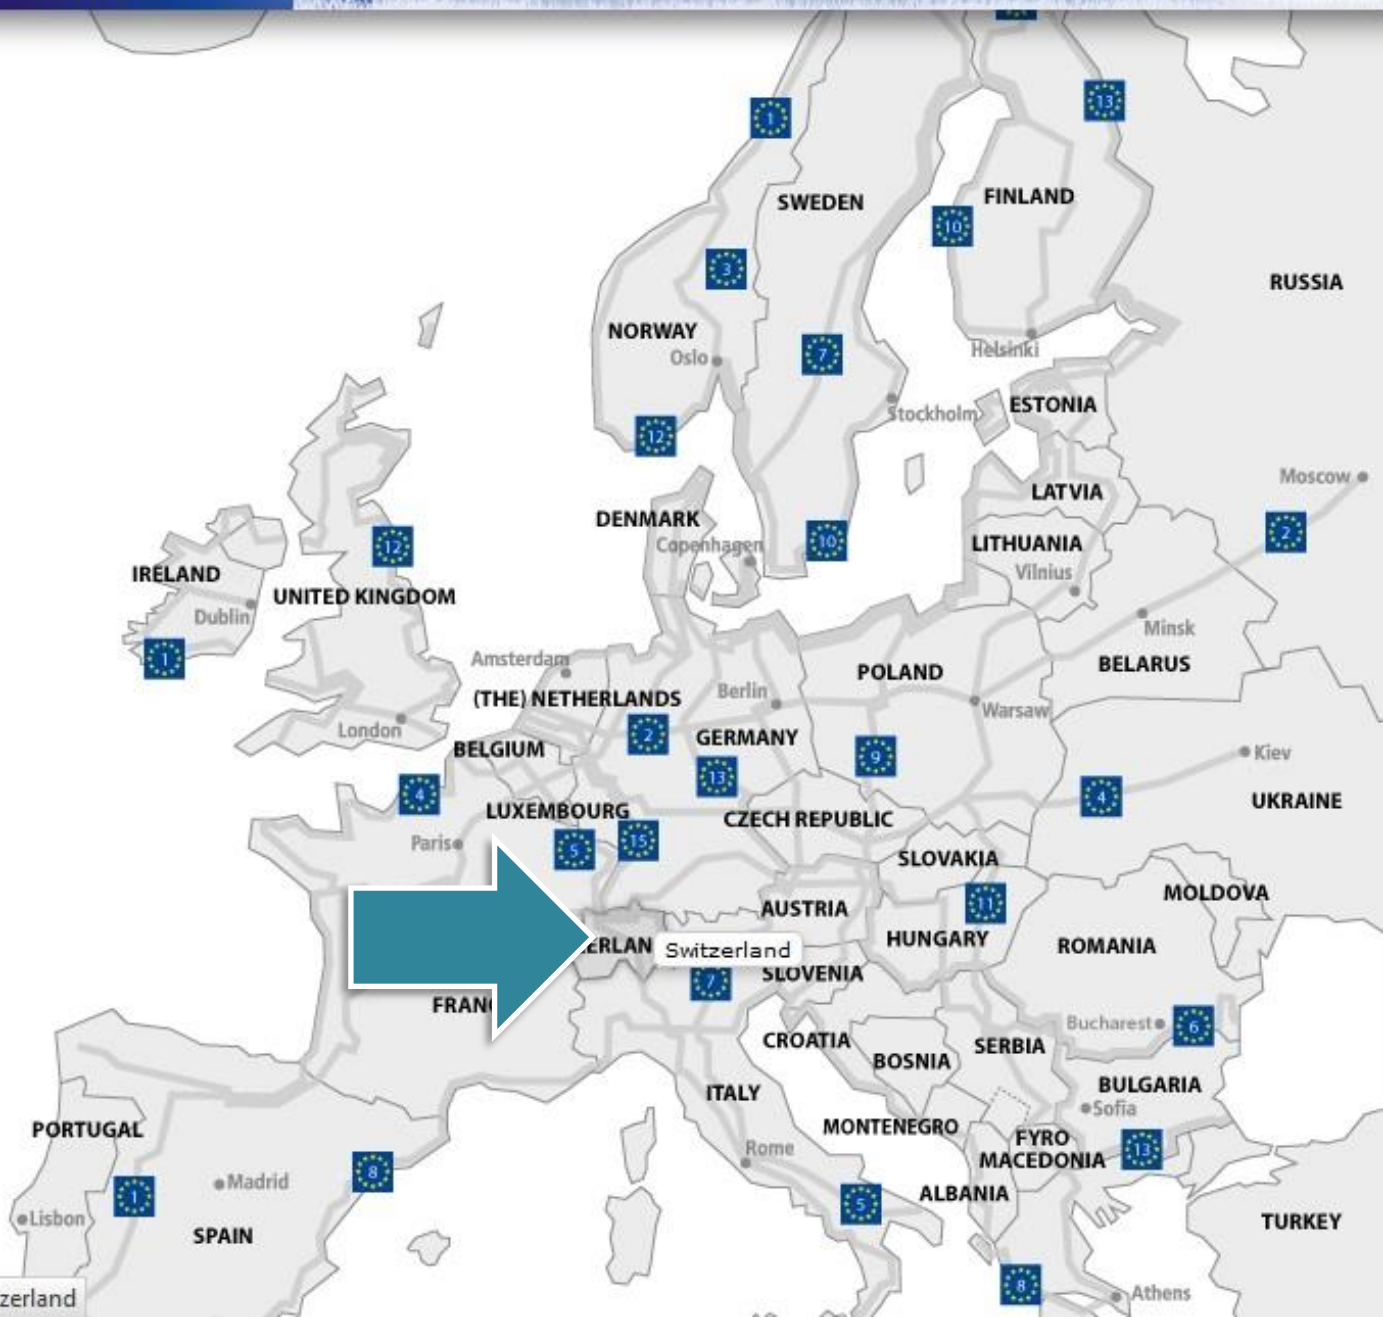 1
13
SWEDEN
FINLAND
10
3
RUSSIA
NORWAY
Oslo
7
Helsinki
Stockholm
ESTONIA
12
Moscow
LATVIA
DENMARK
2
12
Copenhagen
10
LITHUANIA
IRELAND
Vilnius
UNITED KINGDOM
Dublin
Minsk
1
Amsterdam
BELARUS
POLAND
(THE) NETHERLANDS
Berlin
Warsaw
London
2
GERMANY
BELGIUM
Kiev
9
13
4
4
UKRAINE
LUXEMBOURG
CZECH REPUBLIC
Paris
15
5
SLOVAKIA
MOLDOVA
11
AUSTRIA
HUNGARY
ROMANIA
ERLAN
Switzerland
SLOVENIA
7
FRANC
Bucharest
6
CROATIA
SERBIA
BOSNIA
BULGARIA
ITALY
Sofia
PORTUGAL
MONTENEGRO
FYRO
MACEDONIA
13
Rome
8
Madrid
1
ALBANIA
5
Lisbon
TURKEY
SPAIN
8
Athens
zerland